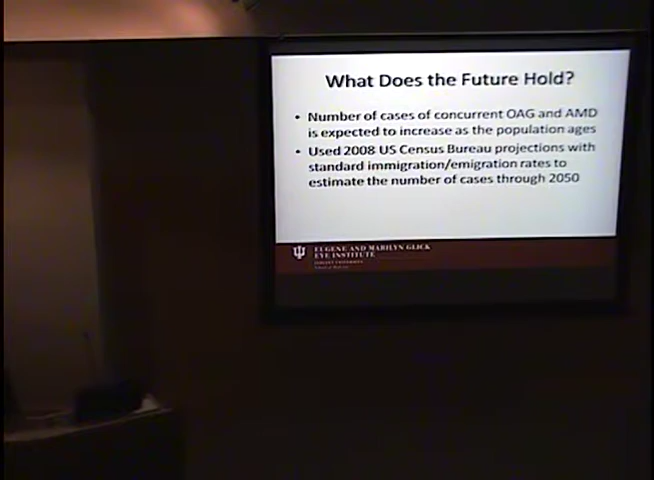 What Does the Future Hold?
• Number of cases of concurrent OAG and AMD
is expected to increase as the population ages
• Used 2008 US Census Bureau projections with
standard immigration/emigration rates to
estimate the number of cases through 2050
EUGENE AND MARILYN GLICK
EYE INSTITUTE